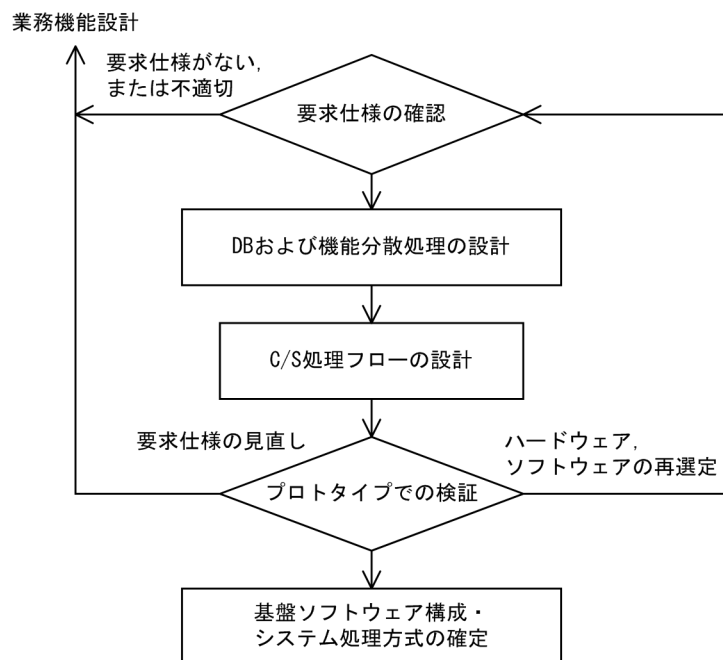 業務機能設計
要求仕様がない,
または不適切
要求仕様の確認
DBおよび機能分散処理の設計
C/S処理フローの設計
要求仕様の見直し
ハードウェア,
ソフトウェアの再選定
プロトタイプでの検証
基盤ソフトウェア構成・
システム処理方式の確定